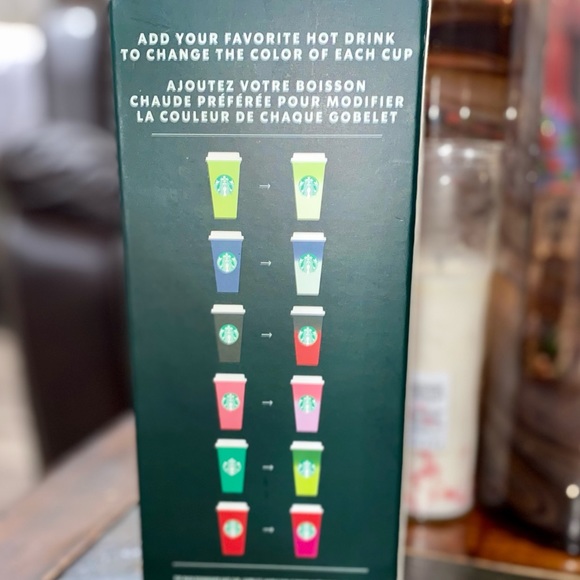 ADD YOUR FAVORITE HOT DRINK
TO CHANGE THE COLOR OF EACH CUP
AJOUTEZ VOTRE BOISSON
CHAUDE PRÉFÉRÉE POUR MODIFIER
LA COULEUR DE CHAQUE GOBELET